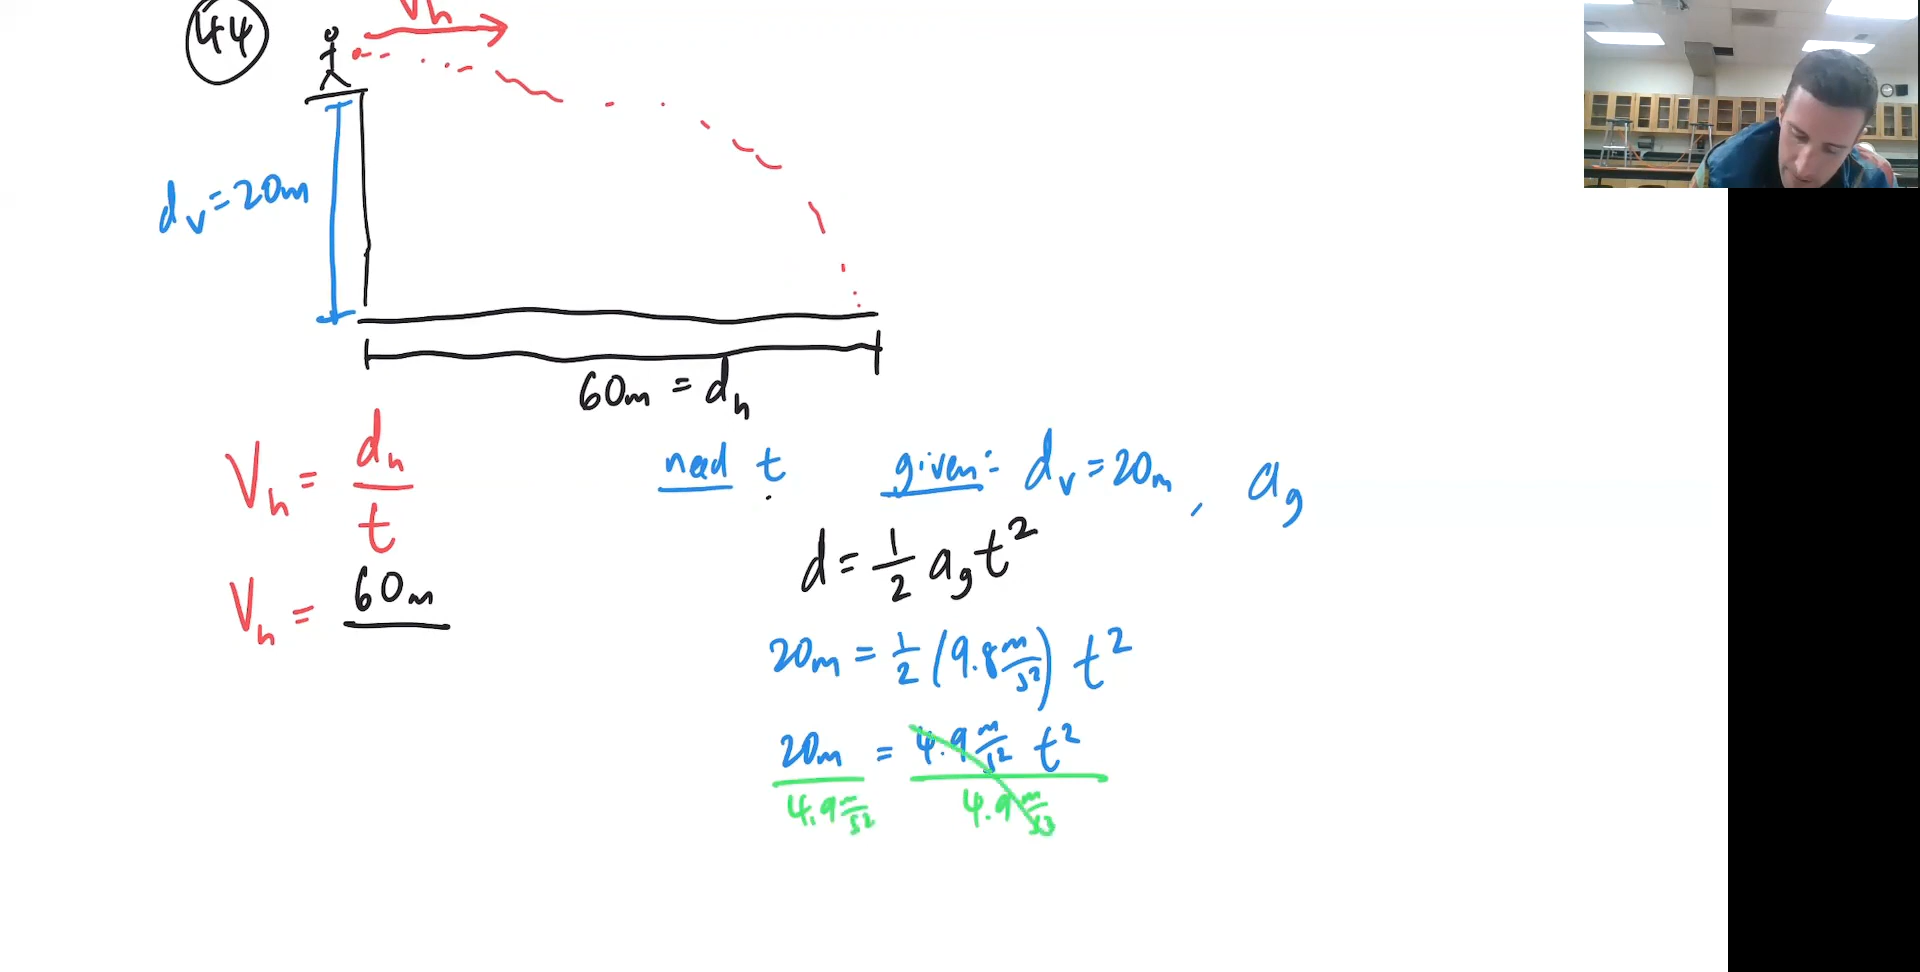 44
Vh
dv = 20m
60m = dh
Vh = dh/t
need t given: dv = 20m, ag
d = 1/2 ag t²
Vh = 60m
20m = 1/2 (9.8 m/s²) t²
20m = 4.9 m/s² t²
4.9 m/s² 4.9 m/s²